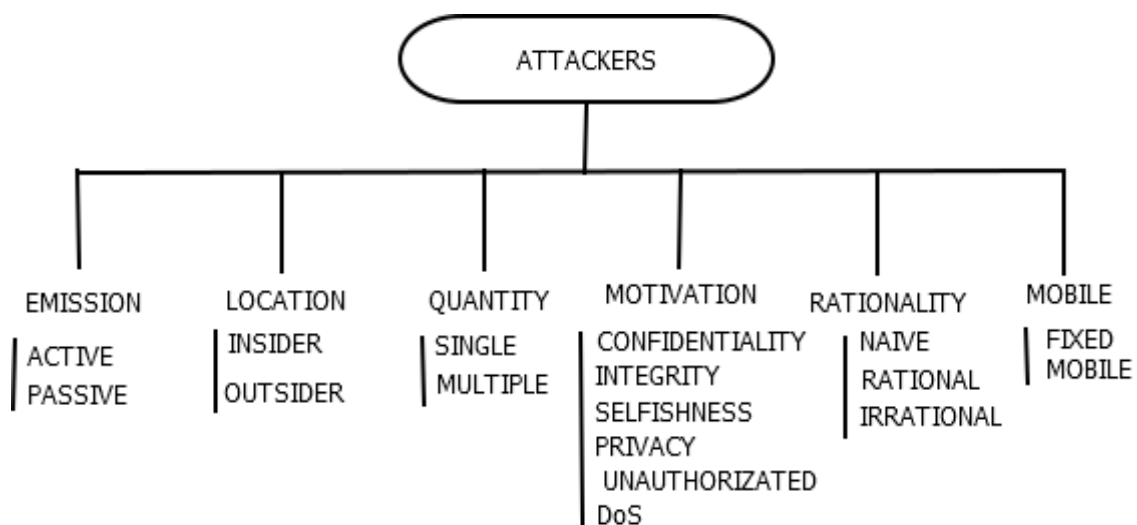 ATTACKERS
EMISSION
ACTIVE
PASSIVE
LOCATION
INSIDER
OUTSIDER
QUANTITY
SINGLE
MULTIPLE
MOTIVATION
CONFIDENTIALITY
INTEGRITY
SELFISHNESS
PRIVACY
UNAUTHORIZATED
DoS
RATIONALITY
NAIVE
RATIONAL
IRRATIONAL
MOBILE
FIXED
MOBILE